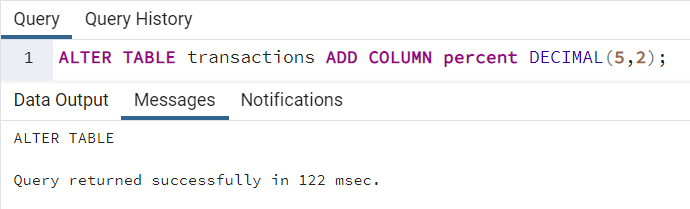 Query Query History
1 ALTER TABLE transactions ADD COLUMN percent DECIMAL(5,2);
Data Output Messages Notifications
ALTER TABLE
Query returned successfully in 122 msec.